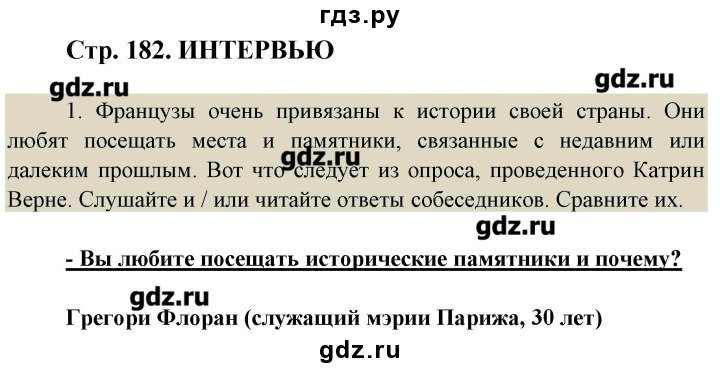 гдз.ру
Стр. 182. ИНТЕРВЬЮ
gdz.ru
gdz.ru
1. Французы очень привязаны к истории своей страны. Они
любят посещать места и памятники, связанные с недавним или
далеким прошлым. Вот что следует из опроса, проведенного Катрин
gdz.ru
Верне. Слушайте и / или читайте ответы собеседников. Сравните их.
gdz.ru
- Вы любите посещать исторические памятники и почему?
gdz.ru
Грегори Флоран (служащий мэрии Парижа, 30 лет)
gdz.ru